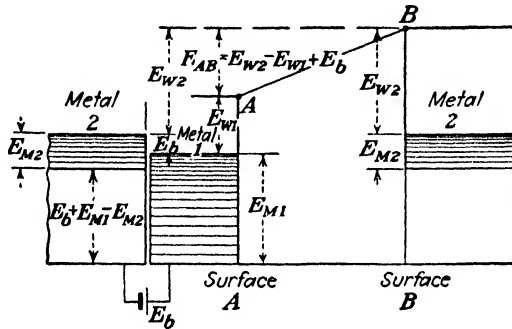 B
F_AB = E_W2 – E_W1 + E_b
E_W2
E_W2
A
Metal
2
E_W1
Metal
1
E_b
Metal
2
E_M2
E_M2
E_b + E_M1 – E_M2
E_M1
Surface
A
Surface
B
E_b